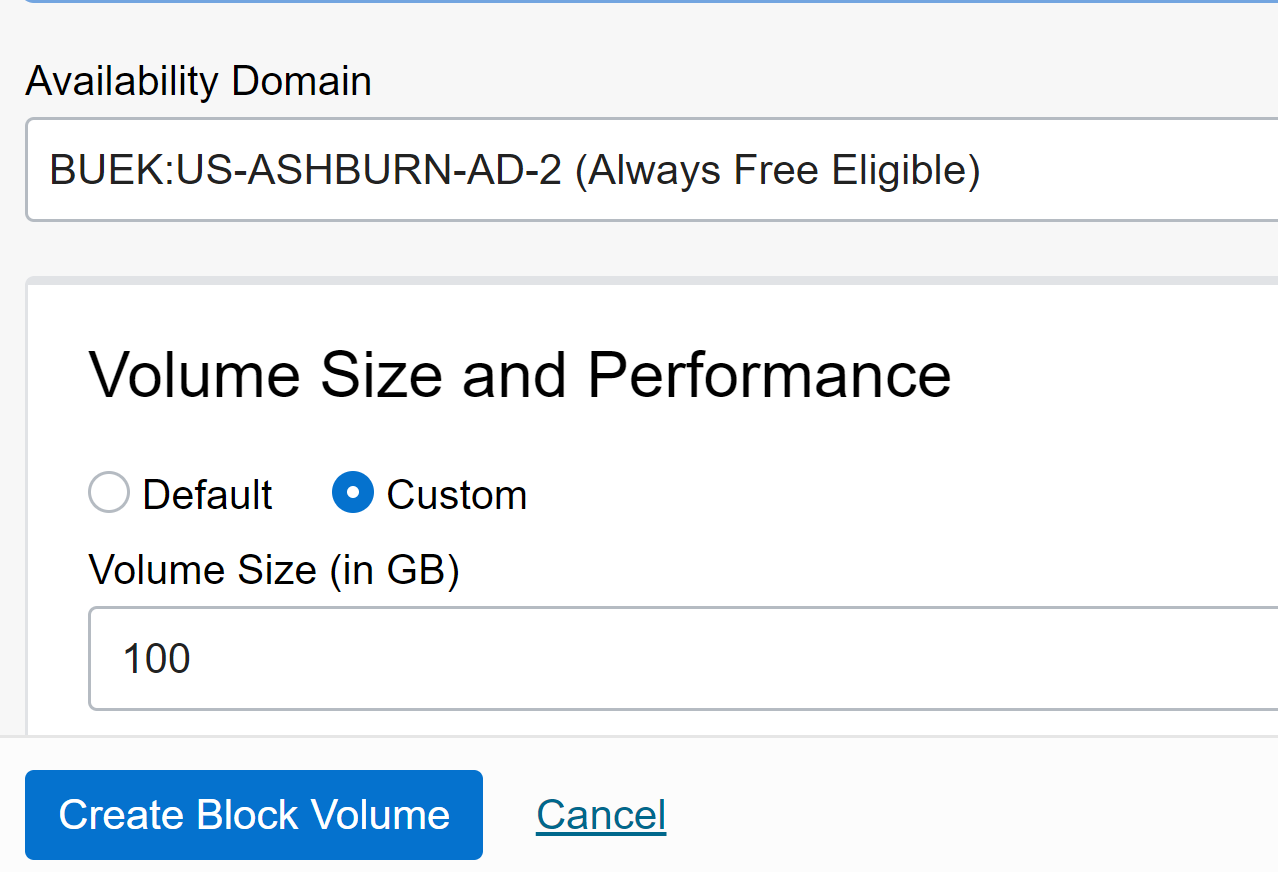 Availability Domain
BUEK:US-ASHBURN-AD-2 (Always Free Eligible)
Volume Size and Performance
Default Custom
Volume Size (in GB)
100
Create Block Volume Cancel